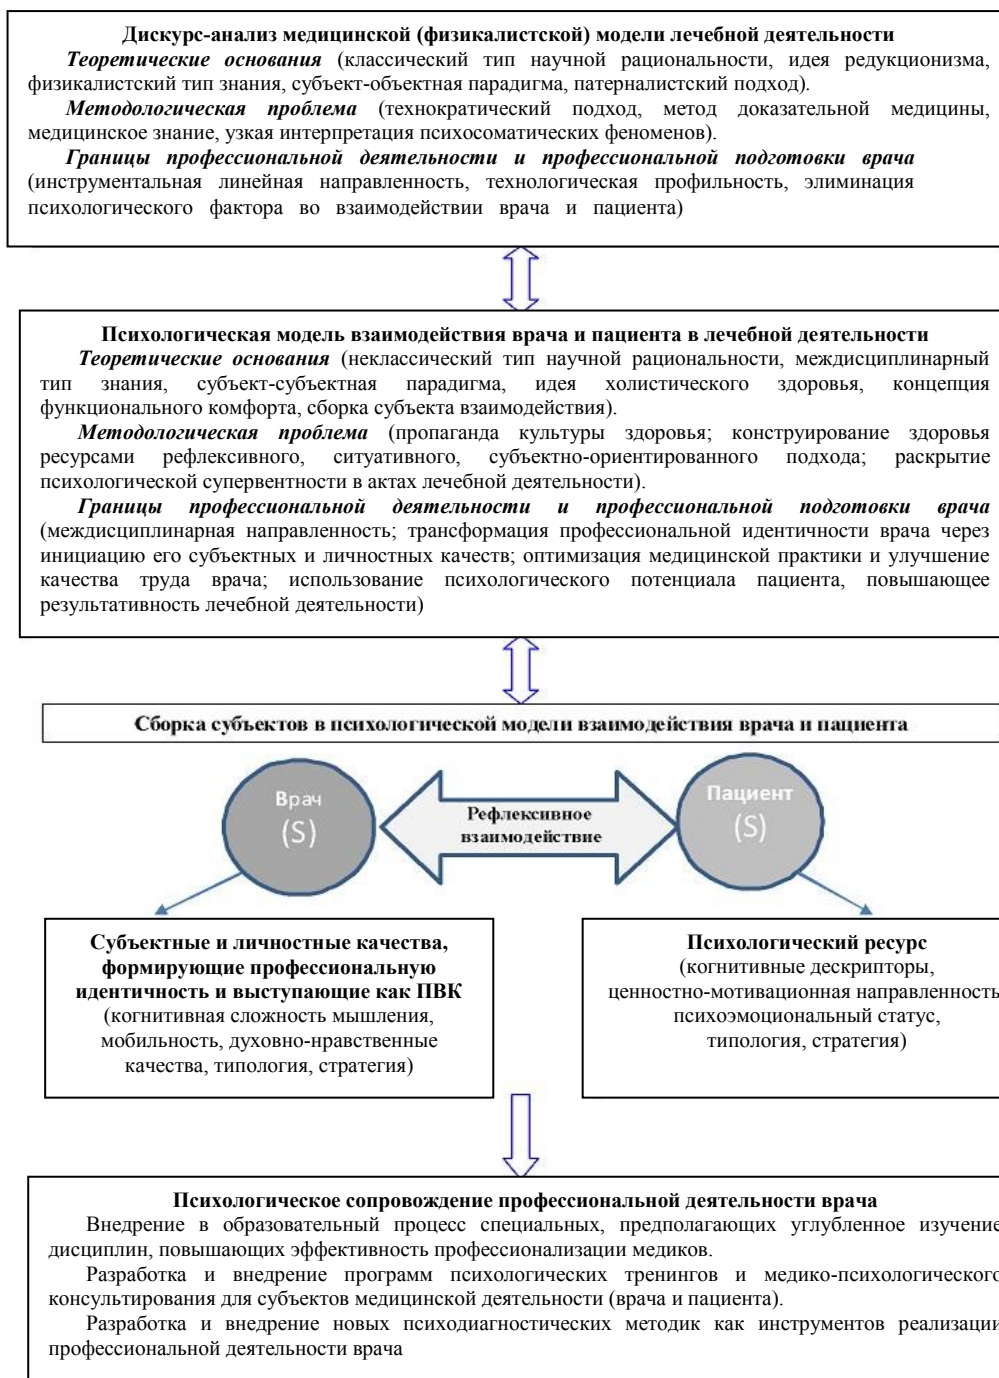 Дискурс-анализ медицинской (физикалистской) модели лечебной деятельности
Теоретические основания (классический тип научной рациональности, идея редукционизма,
физикалистский тип знания, субъект-объектная парадигма, патерналистский подход).
Методологическая проблема (технократический подход, метод доказательной медицины,
медицинское знание, узкая интерпретация психосоматических феноменов).
Границы профессиональной деятельности и профессиональной подготовки врача
(инструментальная линейная направленность, технологическая профильность, элиминация
психологического фактора во взаимодействии врача и пациента)
Психологическая модель взаимодействия врача и пациента в лечебной деятельности
Теоретические основания (неклассический тип научной рациональности, междисциплинарный
тип знания, субъект-субъектная парадигма, идея холистического здоровья, концепция
функционального комфорта, сборка субъекта взаимодействия).
Методологическая проблема (пропаганда культуры здоровья; конструирование здоровья
ресурсами рефлексивного, ситуативного, субъектно-ориентированного подхода; раскрытие
психологической супервентности в актах лечебной деятельности).
Границы профессиональной деятельности и профессиональной подготовки врача
(междисциплинарная направленность; трансформация профессиональной идентичности врача через
инициацию его субъектных и личностных качеств; оптимизация медицинской практики и улучшение
качества труда врача; использование психологического потенциала пациента, повышающее
результативность лечебной деятельности)
Сборка субъектов в психологической модели взаимодействия врача и пациента
Врач
(S)
Рефлексивное
взаимодействие
Пациент
(S)
Субъектные и личностные качества,
формирующие профессиональную
идентичность и выступающие как ПВК
(когнитивная сложность мышления,
мобильность, духовно-нравственные
качества, типология, стратегия)
Психологический ресурс
(когнитивные дескрипторы,
ценностно-мотивационная направленность
психоэмоциональный статус,
типология, стратегия)
Психологическое сопровождение профессиональной деятельности врача
Внедрение в образовательный процесс специальных, предполагающих углубленное изучение
дисциплин, повышающих эффективность профессионализации медиков.
Разработка и внедрение программ психологических тренингов и медико-психологического
консультирования для субъектов медицинской деятельности (врача и пациента).
Разработка и внедрение новых психодиагностических методик как инструментов реализации
профессиональной деятельности врача